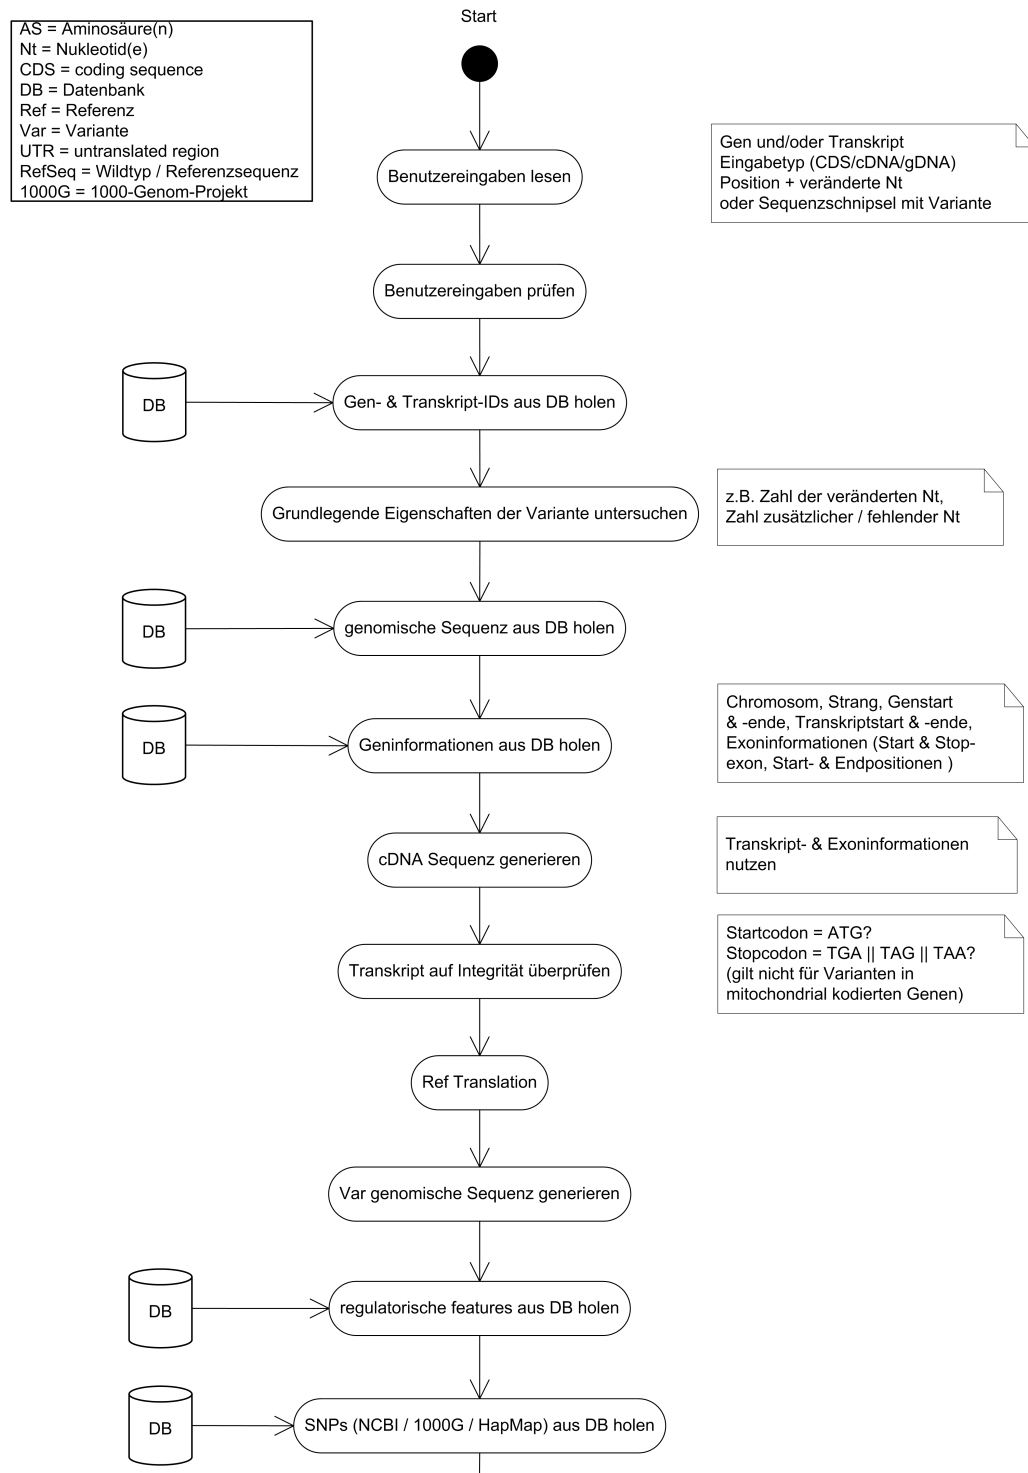 AS = Aminosäure(n)
Nt = Nukleotid(e)
CDS = coding sequence
DB = Datenbank
Ref = Referenz
Var = Variante
UTR = untranslated region
RefSeq = Wildtyp / Referenzsequenz
1000G = 1000-Genom-Projekt
Start
Benutzereingaben lesen
Gen und/oder Transkript
Eingabetyp (CDS/cDNA/gDNA)
Position + veränderte Nt
oder Sequenzschnipsel mit Variante
Benutzereingaben prüfen
DB
Gen- & Transkript-IDs aus DB holen
Grundlegende Eigenschaften der Variante untersuchen
z.B. Zahl der veränderten Nt,
Zahl zusätzlicher / fehlender Nt
DB
genomische Sequenz aus DB holen
DB
Geninformationen aus DB holen
Chromosom, Strang, Genstart
& -ende, Transkriptstart & -ende,
Exoninformationen (Start & Stop-
exon, Start- & Endpositionen )
cDNA Sequenz generieren
Transkript- & Exoninformationen
nutzen
Transkript auf Integrität überprüfen
Startcodon = ATG?
Stopcodon = TGA || TAG || TAA?
(gilt nicht für Varianten in
mitochondrial kodierten Genen)
Ref Translation
Var genomische Sequenz generieren
DB
regulatorische features aus DB holen
DB
SNPs (NCBI / 1000G / HapMap) aus DB holen